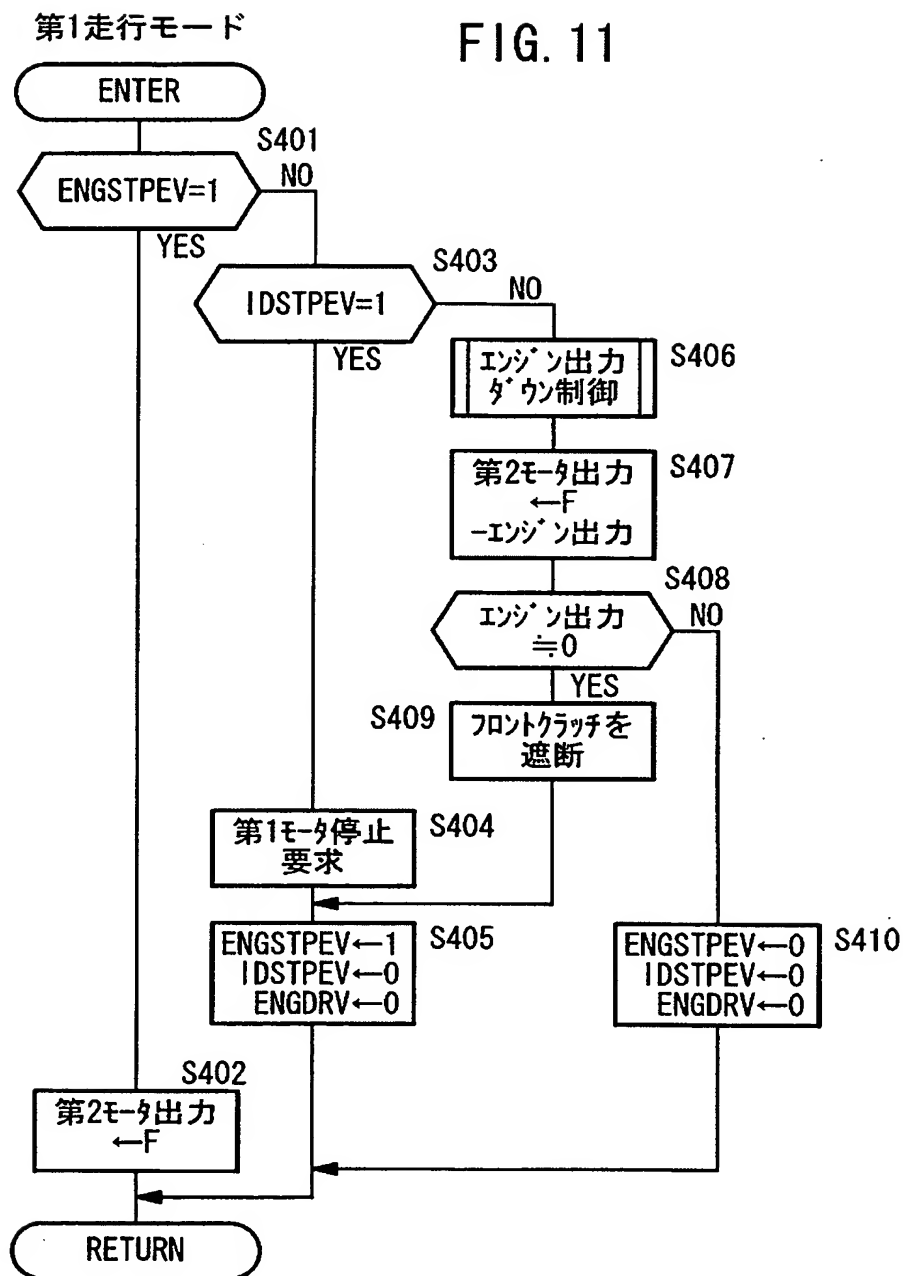 第1走行モード
FIG. 11
ENTER
S401
ENGSTPEV=1
NO
YES
S403
IDSTPEV=1
NO
YES
エンジン出力
ダウン制御
S406
第2モータ出力
←F
−エンジン出力
S407
S408
エンジン出力
≒0
NO
YES
S409
フロントクラッチを
遮断
第1モータ停止
要求
S404
ENGSTPEV←1
IDSTPEV←0
ENGDRV←0
S405
ENGSTPEV←0
IDSTPEV←0
ENGDRV←0
S410
S402
第2モータ出力
←F
RETURN